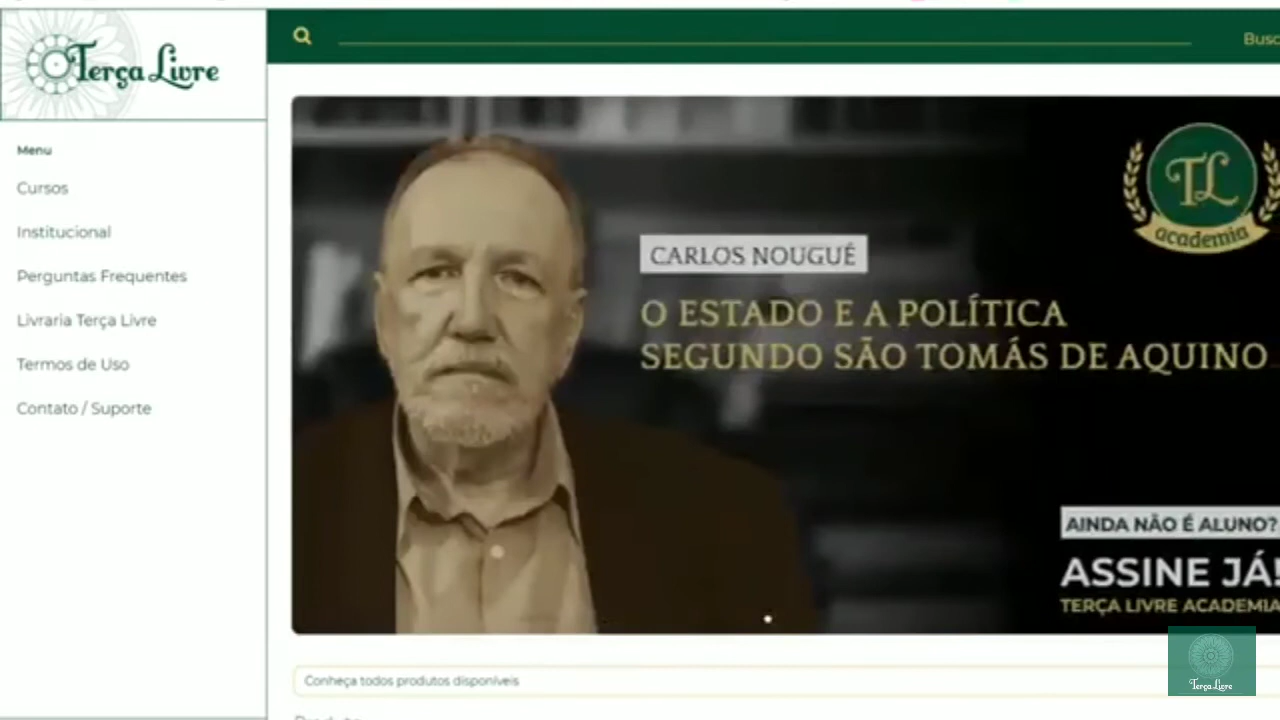 Terça Livre
Busc
Menu
Cursos
Institucional
Perguntas Frequentes
Livraria Terça Livre
Termos de Uso
Contato / Suporte
TL
academia
CARLOS NOUGUÉ
O ESTADO E A POLÍTICA
SEGUNDO SÃO TOMÁS DE AQUINO
AINDA NÃO É ALUNO?
ASSINE JÁ!
TERÇA LIVRE ACADEMIA
Terça Livre
Conheça todos produtos disponíveis